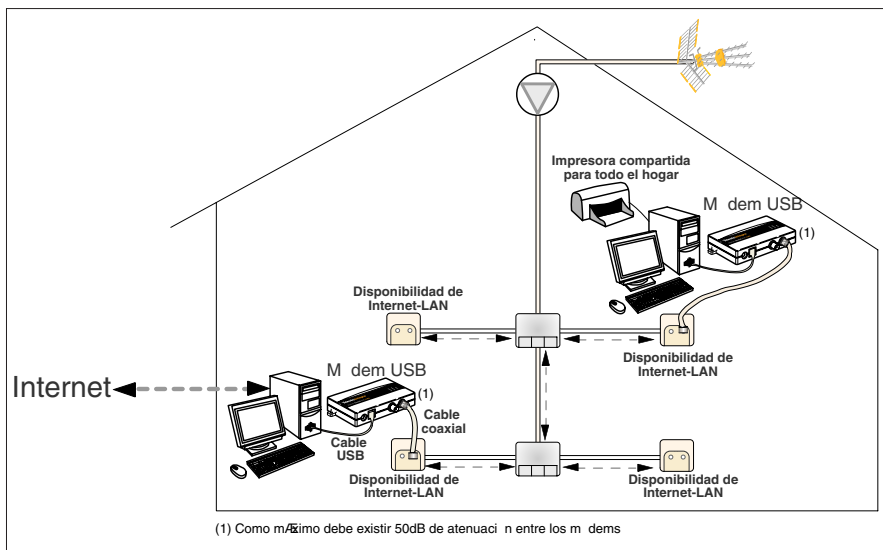 Impresora compartida
para todo el hogar
M dem USB
(1)
Disponibilidad de
Internet-LAN
Disponibilidad de
Internet-LAN
M dem USB
(1)
Internet
Cable
coaxial
Cable
USB
Disponibilidad de
Internet-LAN
Disponibilidad de
Internet-LAN
(1) Como mÆximo debe existir 50dB de atenuaci n entre los m dems